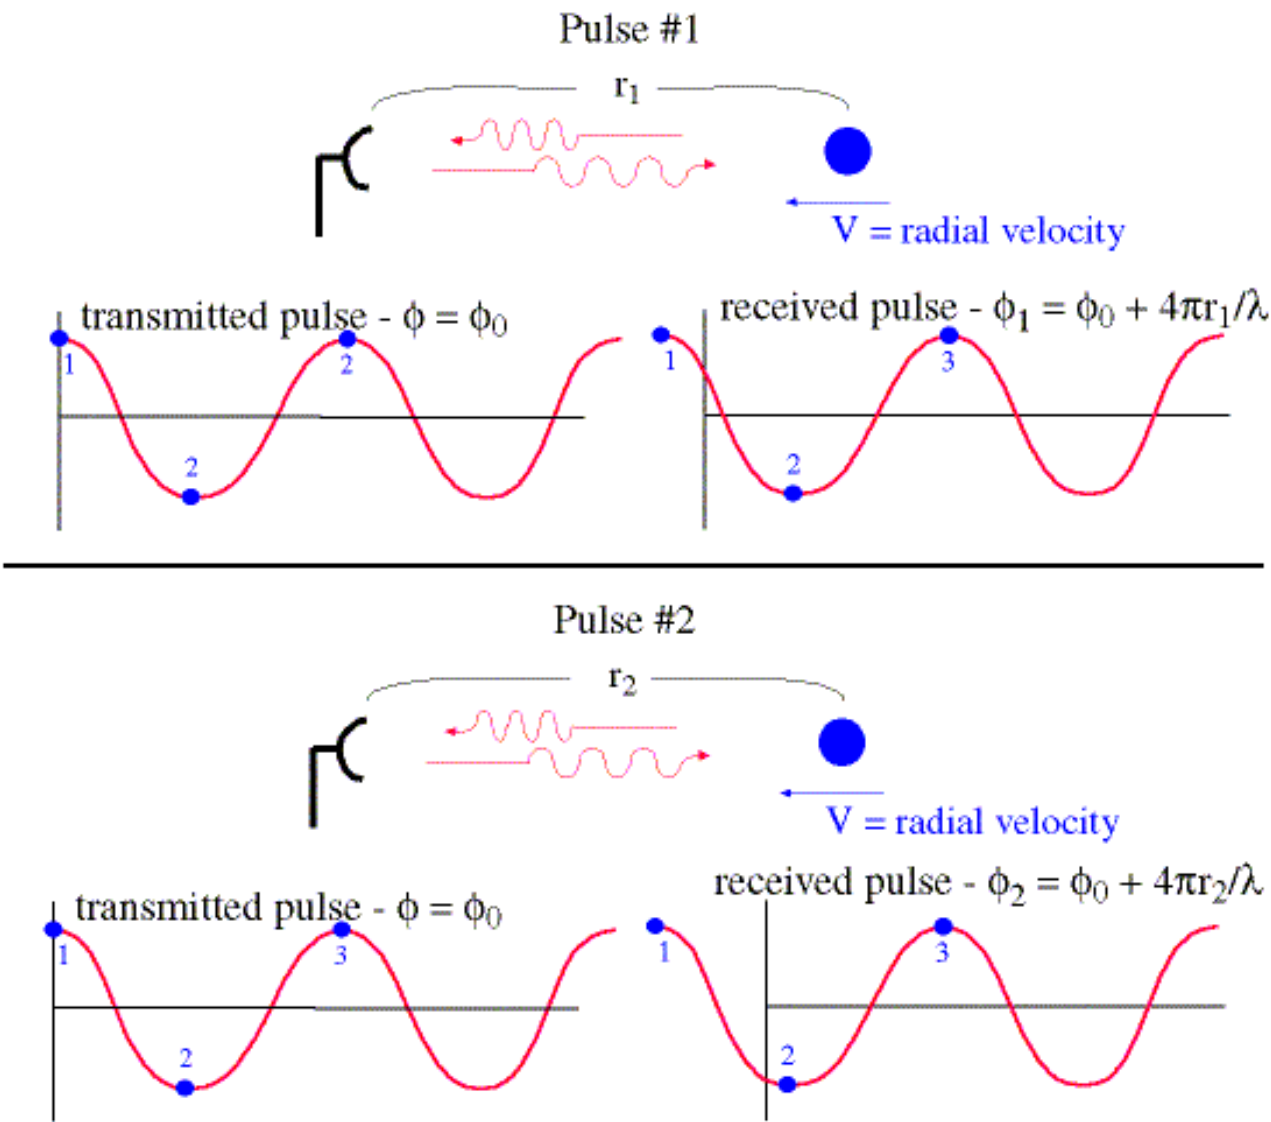 Pulse #1
r₁
V = radial velocity
transmitted pulse - ϕ = ϕ₀
received pulse - ϕ₁ = ϕ₀ + 4πr₁/λ
1
2
2
1
2
3
Pulse #2
r₂
V = radial velocity
transmitted pulse - ϕ = ϕ₀
received pulse - ϕ₂ = ϕ₀ + 4πr₂/λ
1
2
3
1
2
3